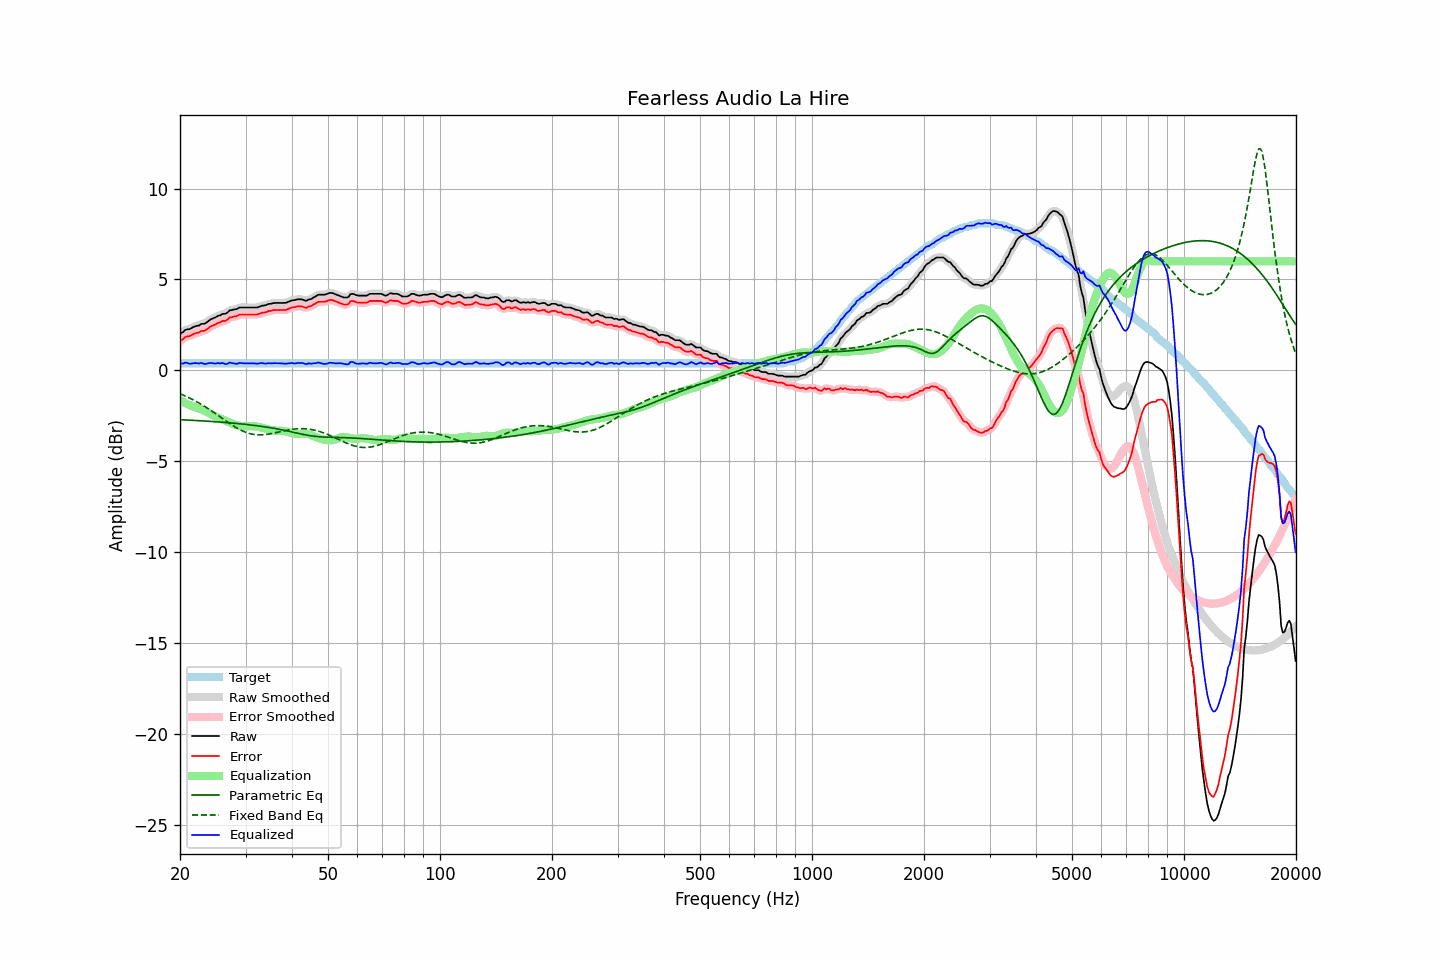 Fearless Audio La Hire
10
5
0
−5
−10
−15
−20
−25
Amplitude (dBr)
Target
Raw Smoothed
Error Smoothed
Raw
Error
Equalization
Parametric Eq
Fixed Band Eq
Equalized
20 50 100 200 500 1000 2000 5000 10000 20000
Frequency (Hz)